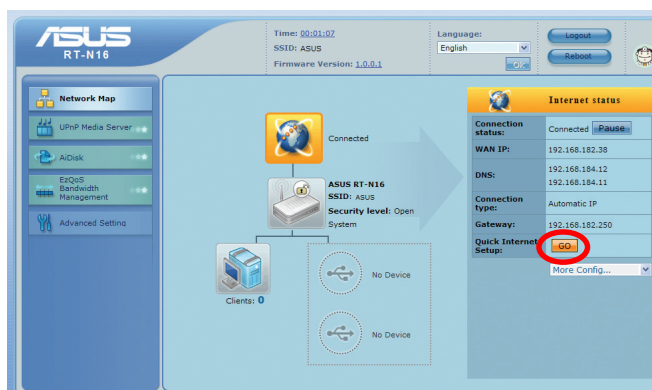 ASUS
RT-N16
Time: 00:01:07
SSID: ASUS
Firmware Version: 1.0.0.1
Language:
English
OK
Logout
Reboot
Network Map
UPnP Media Server
AiDisk
EzQoS
Bandwidth
Management
Advanced Setting
Connected
ASUS RT-N16
SSID: ASUS
Security level: Open
System
Clients: 0
No Device
No Device
Internet status
Connection
status:
Connected Pause
WAN IP: 192.168.182.38
DNS:
192.168.184.12
192.168.184.11
Connection
type:
Automatic IP
Gateway: 192.168.182.250
Quick Internet
Setup:
GO
More Config...